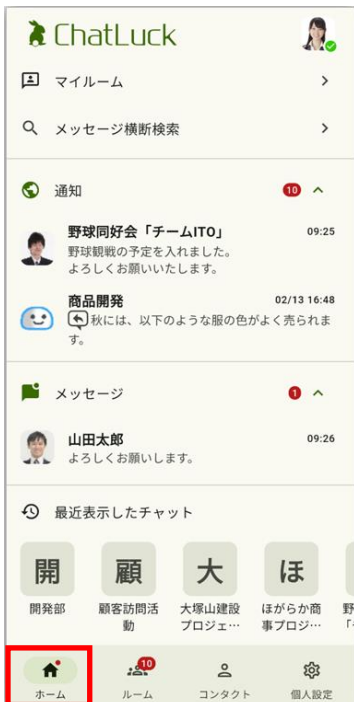 ChatLuck
マイルーム
メッセージ横断検索
通知
10
野球同好会「チームITO」 09:25
野球観戦の予定を入れました。
よろしくお願いいたします。
商品開発 02/13 16:48
秋には、以下のような服の色がよく売られま
す。
メッセージ
1
山田太郎 09:26
よろしくお願いします。
最近表示したチャット
開 顧 大 ほ
開発部 顧客訪問活 大塚山建設 ほがらか商 野
動 プロジェ… 事プロジ… 「
10
ホーム ルーム コンタクト 個人設定